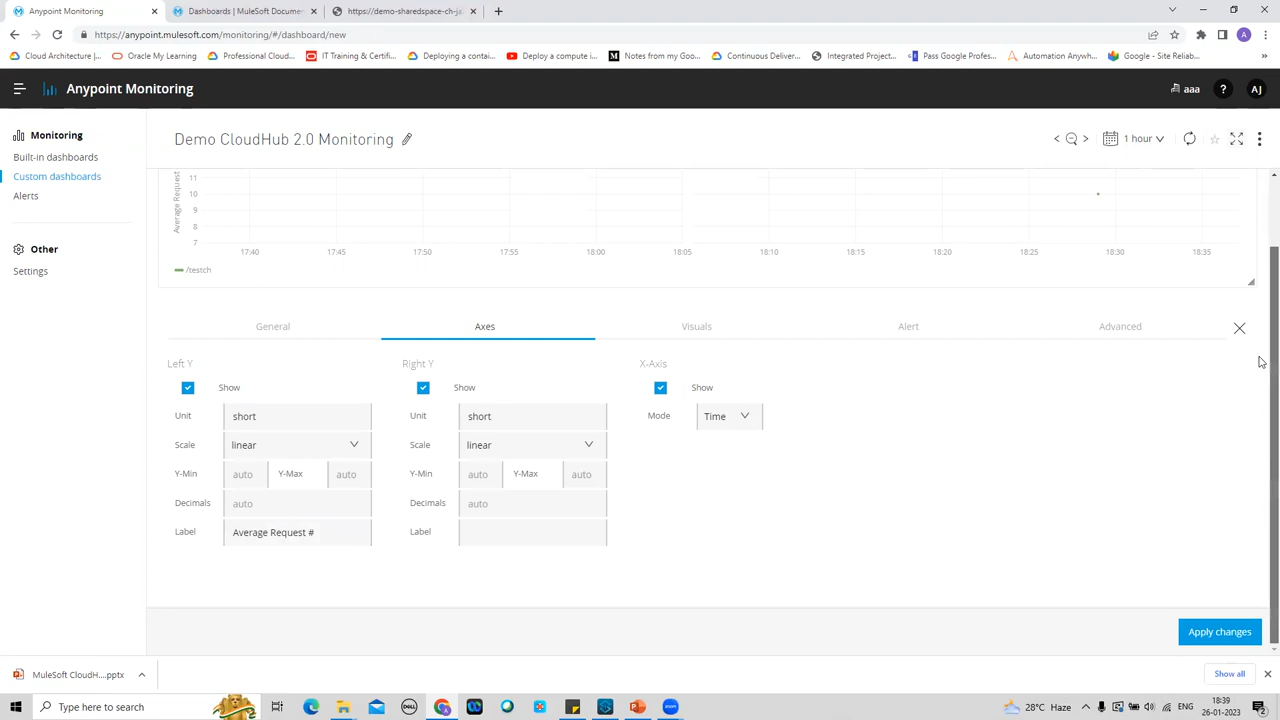 Anypoint Monitoring
Dashboards | MuleSoft Documen
https://demo-sharedspace-ch-ja
https://anypoint.mulesoft.com/monitoring/#/dashboard/new
A
Cloud Architecture |...
Oracle My Learning
Professional Cloud...
IT Training & Certifi...
Deploying a contai...
Deploy a compute i...
Notes from my Goo...
Continuous Deliver...
Integrated Project...
Pass Google Profes...
Automation Anywh...
Google - Site Reliab...
Anypoint Monitoring
aaa
?
AJ
Monitoring
Built-in dashboards
Custom dashboards
Alerts
Other
Settings
Demo CloudHub 2.0 Monitoring
1 hour
Average Request
11
10
9
8
7
17:40
17:45
17:50
17:55
18:00
18:05
18:10
18:15
18:20
18:25
18:30
18:35
/testch
General
Axes
Visuals
Alert
Advanced
Left Y
Show
Unit
short
Scale
linear
Y-Min
auto
Y-Max
auto
Decimals
auto
Label
Average Request #
Right Y
Show
Unit
short
Scale
linear
Y-Min
auto
Y-Max
auto
Decimals
auto
Label
X-Axis
Show
Mode
Time
Apply changes
MuleSoft CloudH....pptx
Show all
Type here to search
DELL
zoom
28°C Haze
ENG
18:39
26-01-2023